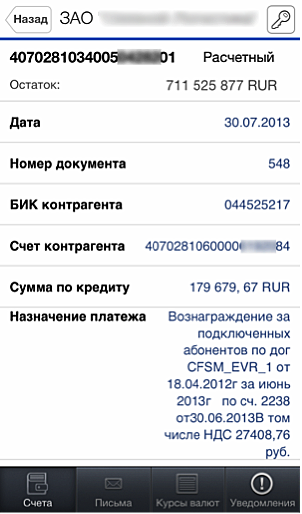 Назад ЗАО
4070281034005 01 Расчетный
Остаток: 711 525 877 RUR
Дата 30.07.2013
Номер документа 548
БИК контрагента 044525217
Счет контрагента 4070281060000 84
Сумма по кредиту 179 679, 67 RUR
Назначение платежа Вознаграждение за
подключенных
абонентов по дог
CFSM_EVR_1 от
18.04.2012г за июнь
2013г по сч. 2238
от30.06.2013В том
числе НДС 27408,76
руб.
Счета Письма Курсы валют Уведомления